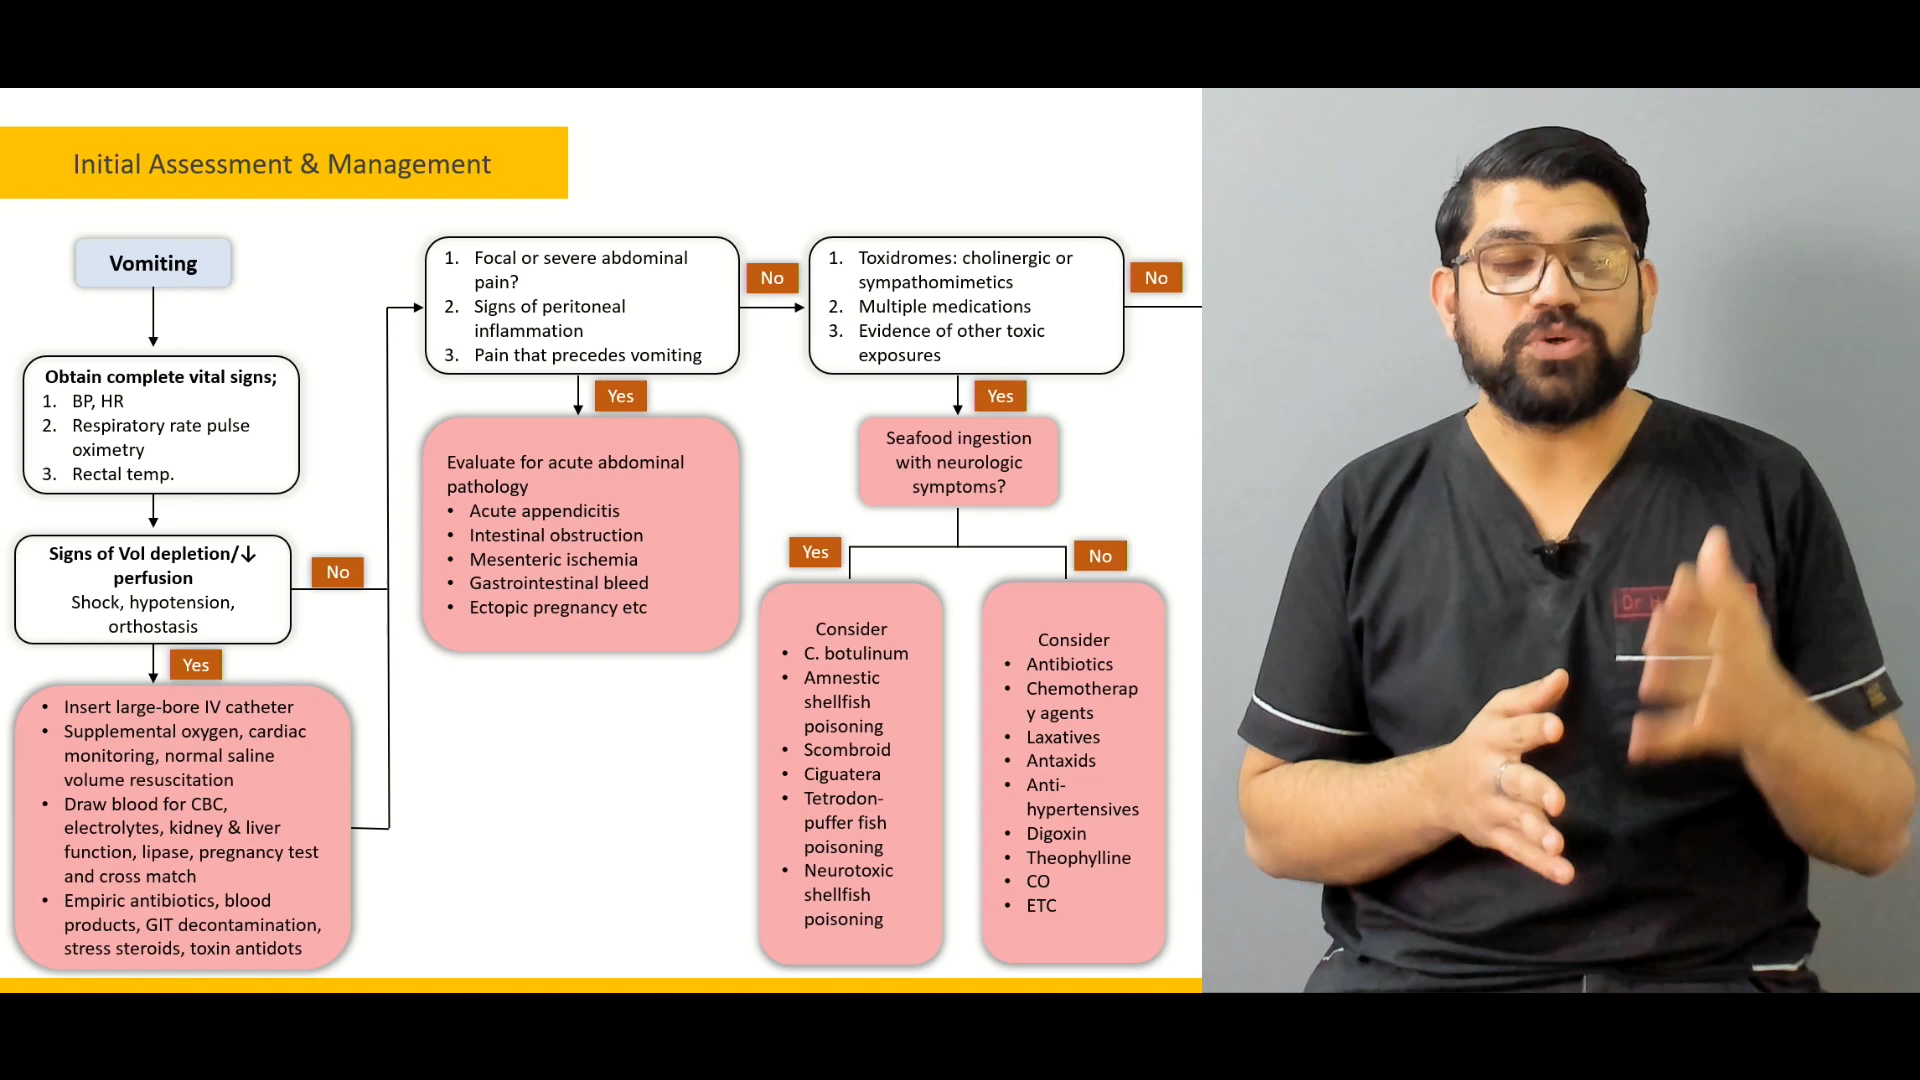 Initial Assessment & Management
Vomiting
Obtain complete vital signs;
1. BP, HR
2. Respiratory rate pulse
oximetry
3. Rectal temp.
Signs of Vol depletion/↓
perfusion
Shock, hypotension,
orthostasis
No
Yes
• Insert large-bore IV catheter
• Supplemental oxygen, cardiac
monitoring, normal saline
volume resuscitation
• Draw blood for CBC,
electrolytes, kidney & liver
function, lipase, pregnancy test
and cross match
• Empiric antibiotics, blood
products, GIT decontamination,
stress steroids, toxin antidots
1. Focal or severe abdominal
pain?
2. Signs of peritoneal
inflammation
3. Pain that precedes vomiting
No
Yes
Evaluate for acute abdominal
pathology
• Acute appendicitis
• Intestinal obstruction
• Mesenteric ischemia
• Gastrointestinal bleed
• Ectopic pregnancy etc
1. Toxidromes: cholinergic or
sympathomimetics
2. Multiple medications
3. Evidence of other toxic
exposures
No
Yes
Seafood ingestion
with neurologic
symptoms?
Yes
No
Consider
• C. botulinum
• Amnestic
shellfish
poisoning
• Scombroid
• Ciguatera
• Tetrodon-
puffer fish
poisoning
• Neurotoxic
shellfish
poisoning
Consider
• Antibiotics
• Chemotherap
y agents
• Laxatives
• Antaxids
• Anti-
hypertensives
• Digoxin
• Theophylline
• CO
• ETC
Dr